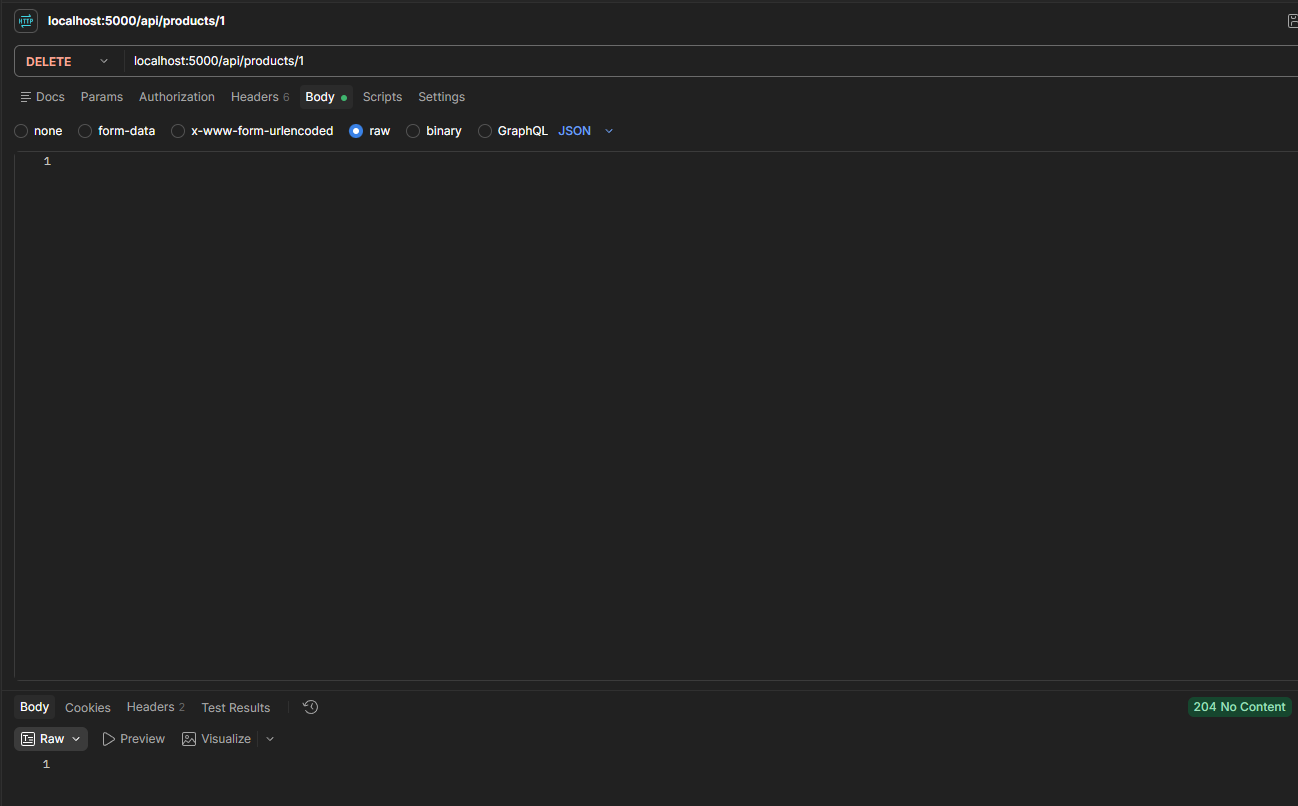 HTTP localhost:5000/api/products/1
DELETE localhost:5000/api/products/1
Docs Params Authorization Headers 6 Body Scripts Settings
none form-data x-www-form-urlencoded raw binary GraphQL JSON
1
Body Cookies Headers 2 Test Results 204 No Content
Raw Preview Visualize
1